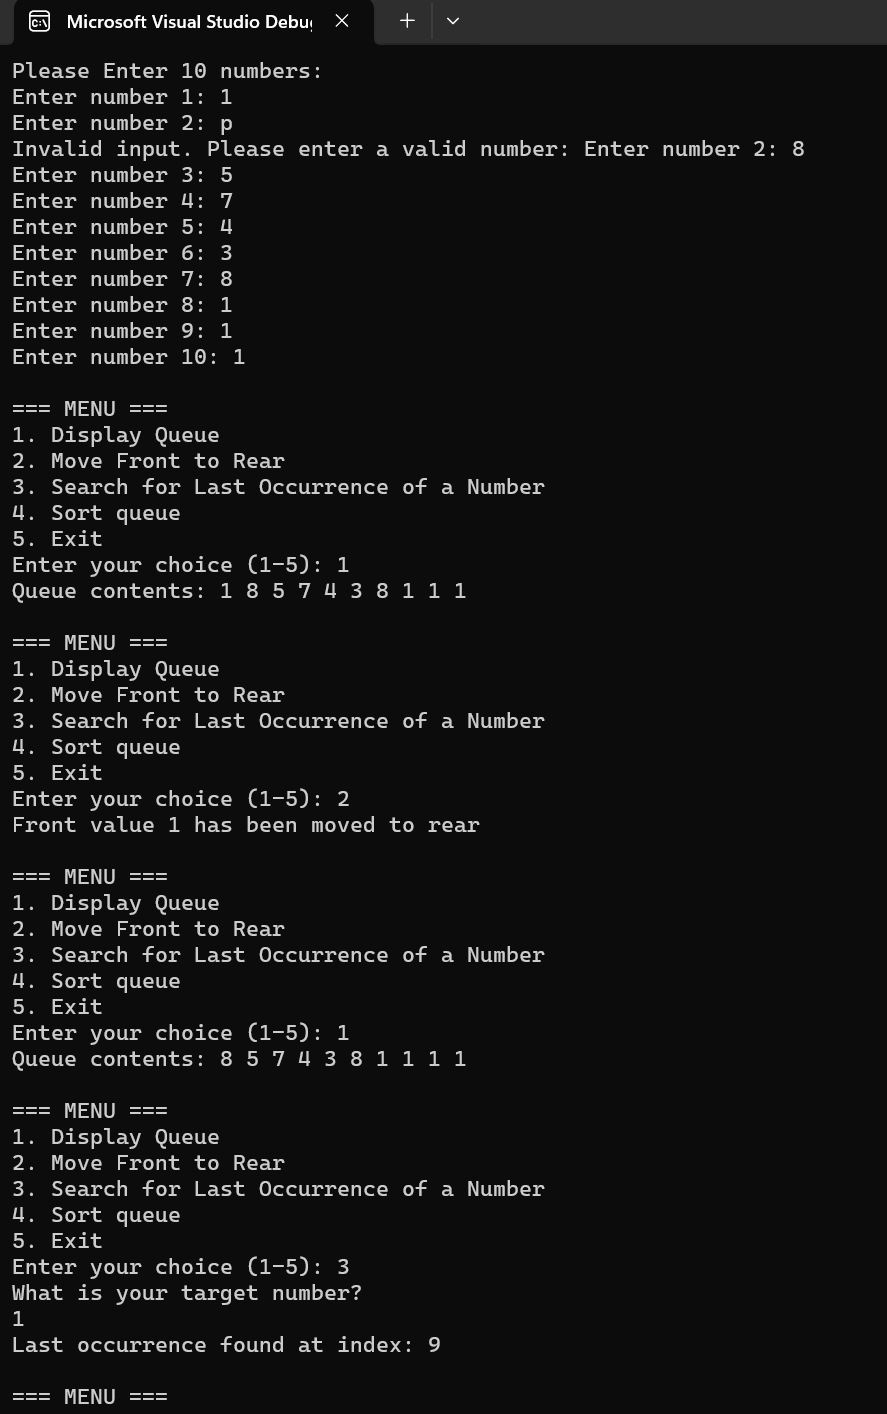 Microsoft Visual Studio Debu
Please Enter 10 numbers:
Enter number 1: 1
Enter number 2: p
Invalid input. Please enter a valid number: Enter number 2: 8
Enter number 3: 5
Enter number 4: 7
Enter number 5: 4
Enter number 6: 3
Enter number 7: 8
Enter number 8: 1
Enter number 9: 1
Enter number 10: 1
=== MENU ===
1. Display Queue
2. Move Front to Rear
3. Search for Last Occurrence of a Number
4. Sort queue
5. Exit
Enter your choice (1-5): 1
Queue contents: 1 8 5 7 4 3 8 1 1 1
=== MENU ===
1. Display Queue
2. Move Front to Rear
3. Search for Last Occurrence of a Number
4. Sort queue
5. Exit
Enter your choice (1-5): 2
Front value 1 has been moved to rear
=== MENU ===
1. Display Queue
2. Move Front to Rear
3. Search for Last Occurrence of a Number
4. Sort queue
5. Exit
Enter your choice (1-5): 1
Queue contents: 8 5 7 4 3 8 1 1 1 1
=== MENU ===
1. Display Queue
2. Move Front to Rear
3. Search for Last Occurrence of a Number
4. Sort queue
5. Exit
Enter your choice (1-5): 3
What is your target number?
1
Last occurrence found at index: 9
=== MENU ===